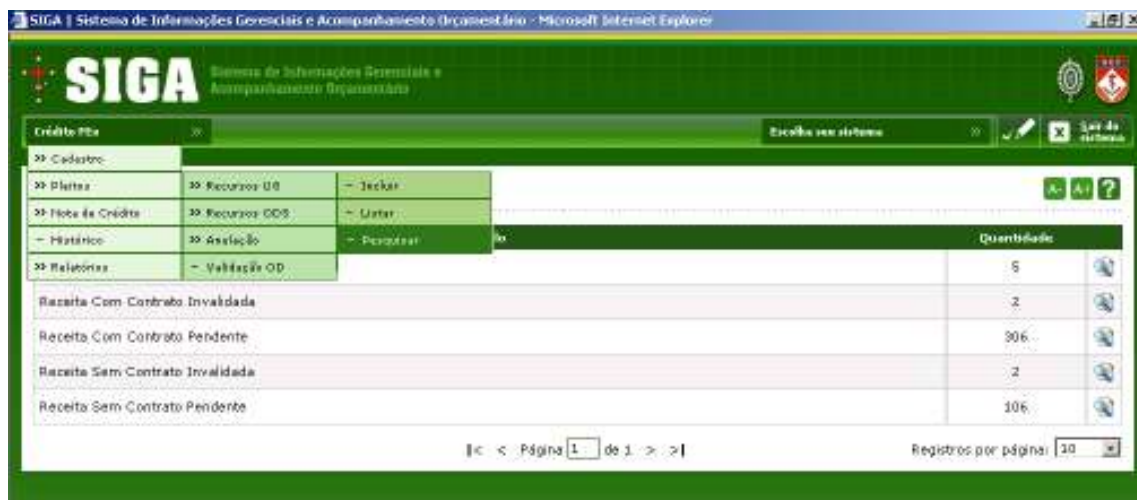 SIGA | Sistema de Informações Gerenciais e Acompanhamento Orçamentário - Microsoft Internet Explorer
SIGA
Sistema de Informações Gerenciais e
Acompanhamento Orçamentário
Crédito PEx »
Escolha seu sistema »
Sair do
sistema
» Cadastro
» Pleitos
» Recursos UG
– Incluir
A- A+ ?
» Nota de Crédito
» Recursos ODS
– Listar
– Histórico
» Anulação
– Pesquisar
Quantidade
» Relatórios
– Validação OD
5
Receita Com Contrato Invalidada 2
Receita Com Contrato Pendente 306
Receita Sem Contrato Invalidada 2
Receita Sem Contrato Pendente 106
|< < Página 1 de 1 > >|
Registros por página: 10